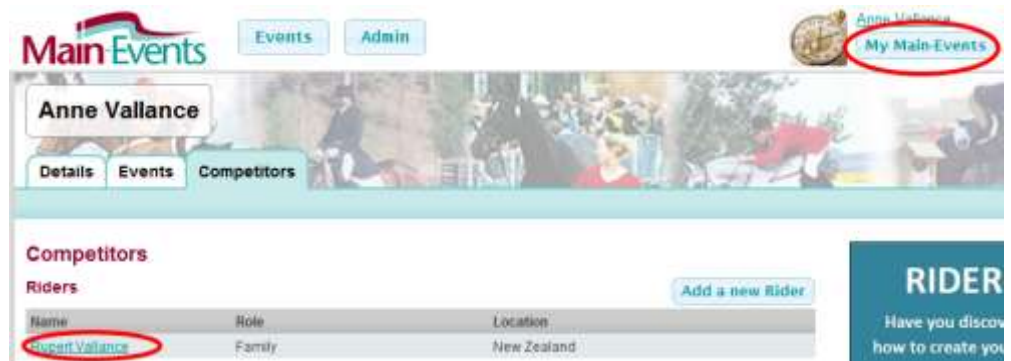 Main-Events
Events Admin
Anne Vallance
My Main-Events
Anne Vallance
Details Events Competitors
Competitors
Riders
Add a new Rider
Name Role Location
Rupert Vallance Family New Zealand
RIDER
Have you discov
how to create you